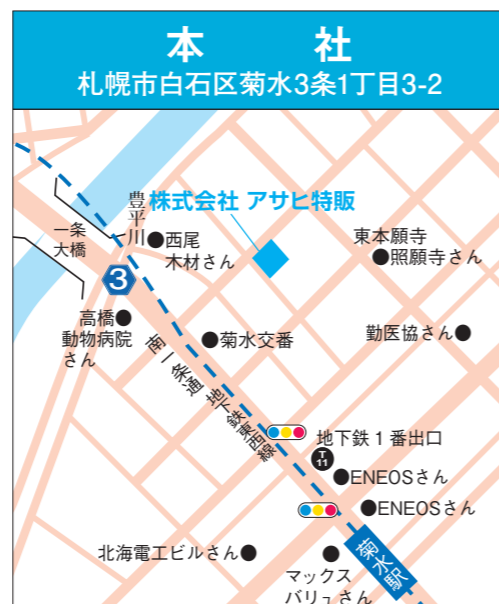 本 社
札幌市白石区菊水3条1丁目3-2
株式会社 アサヒ特販
豊平川
一条
大橋
西尾
木材さん
東本願寺
照願寺さん
3
高橋
動物病院
さん
菊水交番
勤医協さん
南一条通
地下鉄東西線
地下鉄1番出口
T
11
ENEOSさん
ENEOSさん
北海電工ビルさん
菊水駅
マックス
バリュさん